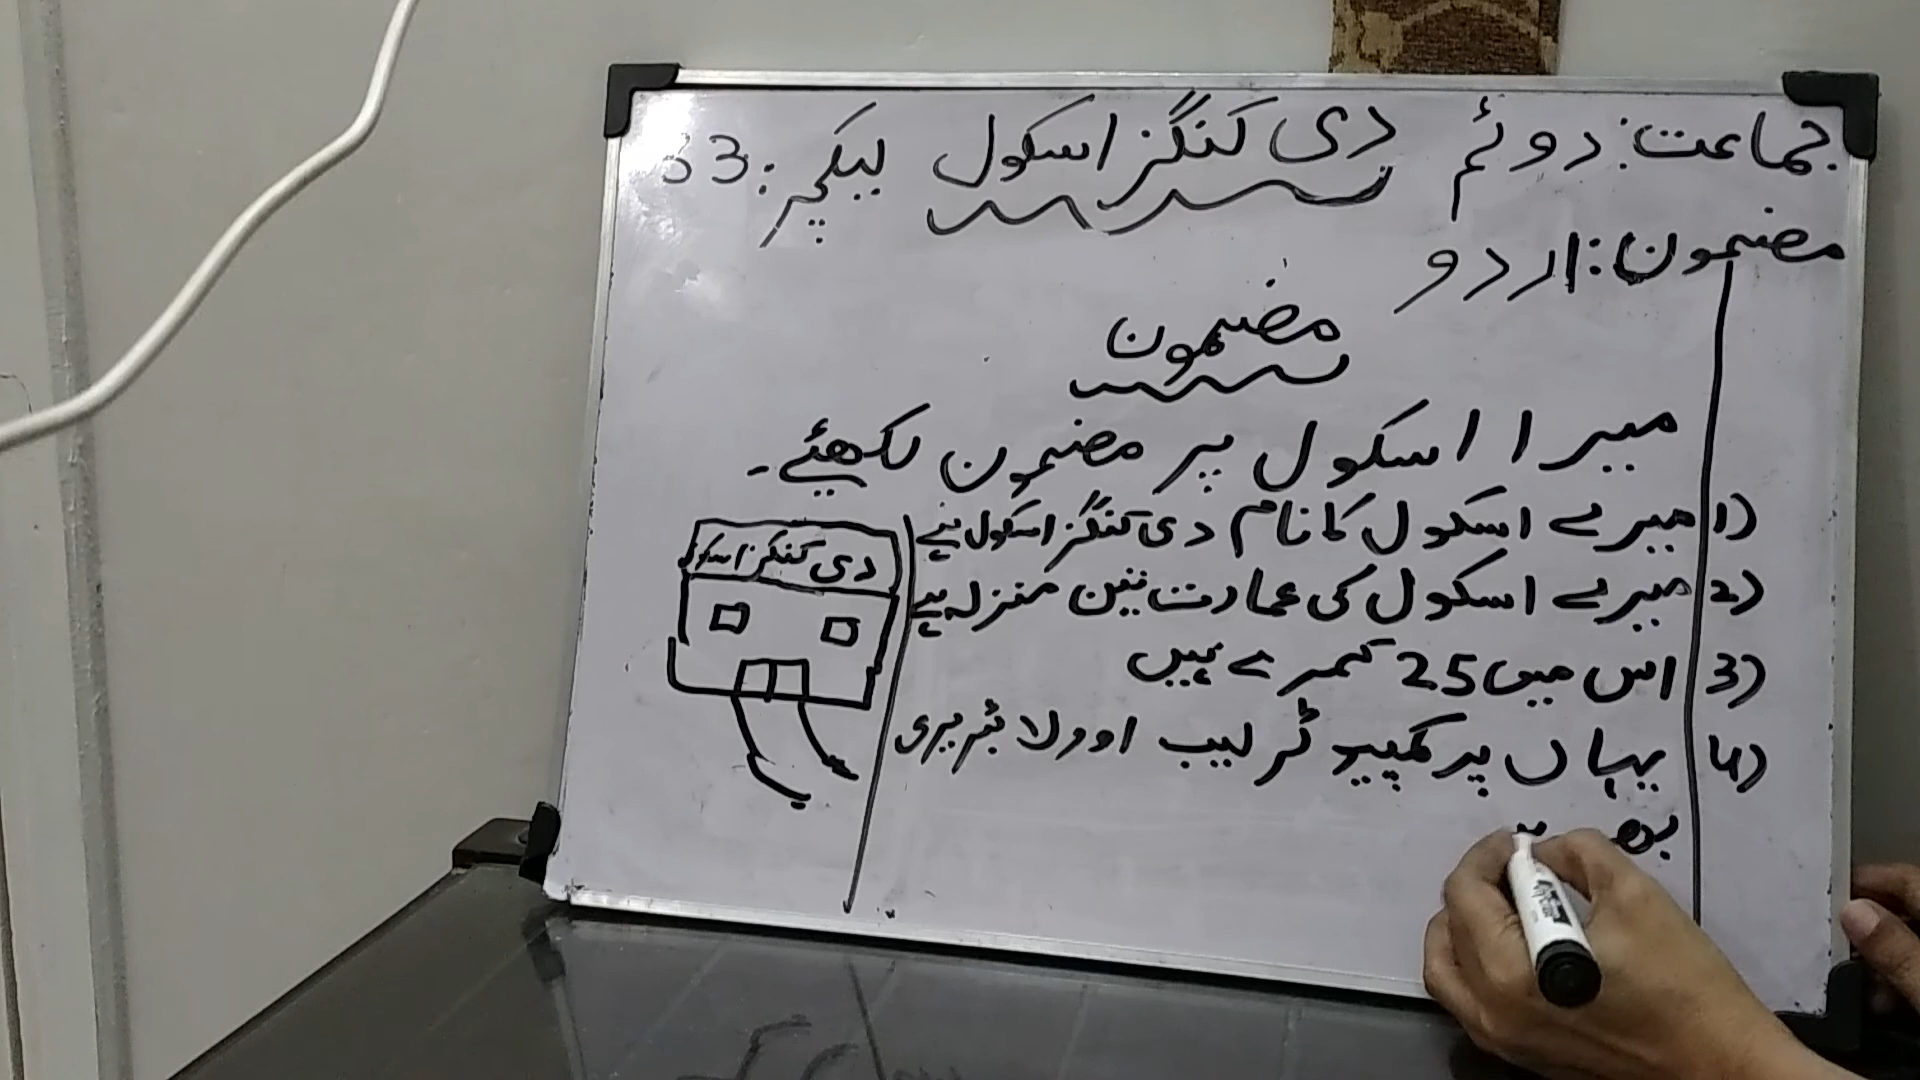 جماعت: دوئم دی کنگز اسکول لیکچر: 33
مضمون: اردو
مضمون
میرا اسکول پر مضمون لکھئے۔
1) میرے اسکول کا نام دی کنگز اسکول ہے
2) میرے اسکول کی عمارت تین منزلہ ہے
3) اس میں 25 کمرے ہیں
4) یہاں پر کمپیوٹر لیب اور لائبریری
بھی
دی کنگز اسکول